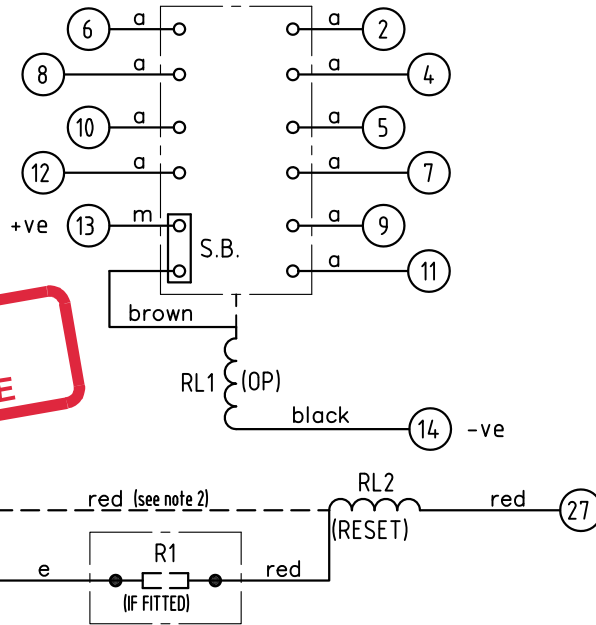 6 a a 2
8 a a 4
10 a a 5
12 a a 7
+ve 13 m a 9
S.B.
a 11
brown
RL1 (OP)
black 14 -ve
E
red (see note 2) RL2 red 27
(RESET)
e R1 red
(IF FITTED)